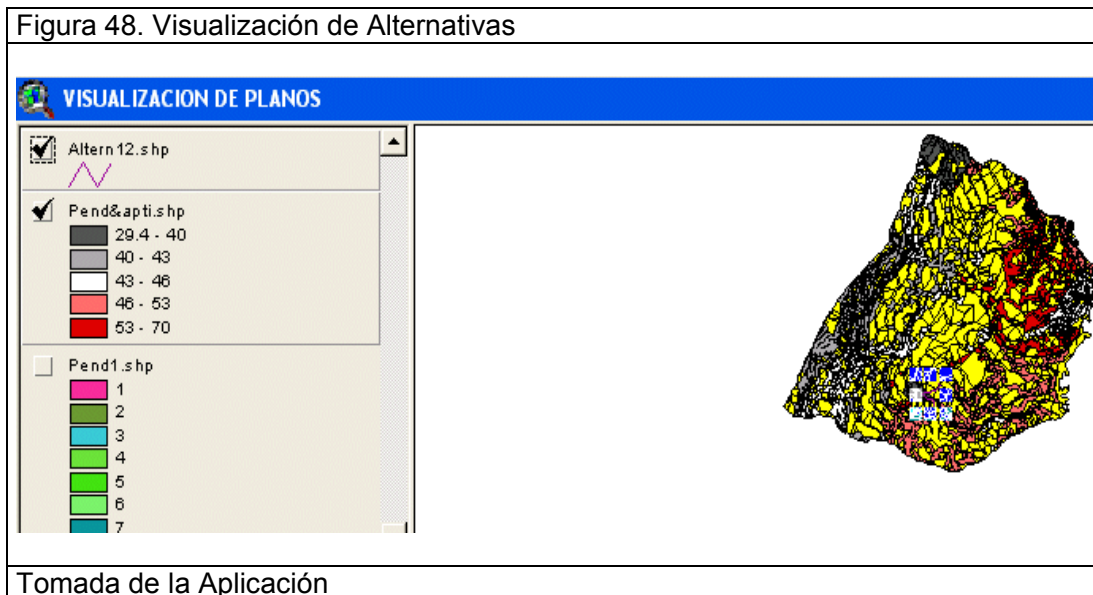 Figura 48. Visualización de Alternativas
VISUALIZACION DE PLANOS
Altern12.shp
Pend&apti.shp
29.4 - 40
40 - 43
43 - 46
46 - 53
53 - 70
Pend1.shp
1
2
3
4
5
6
7
Tomada de la Aplicación